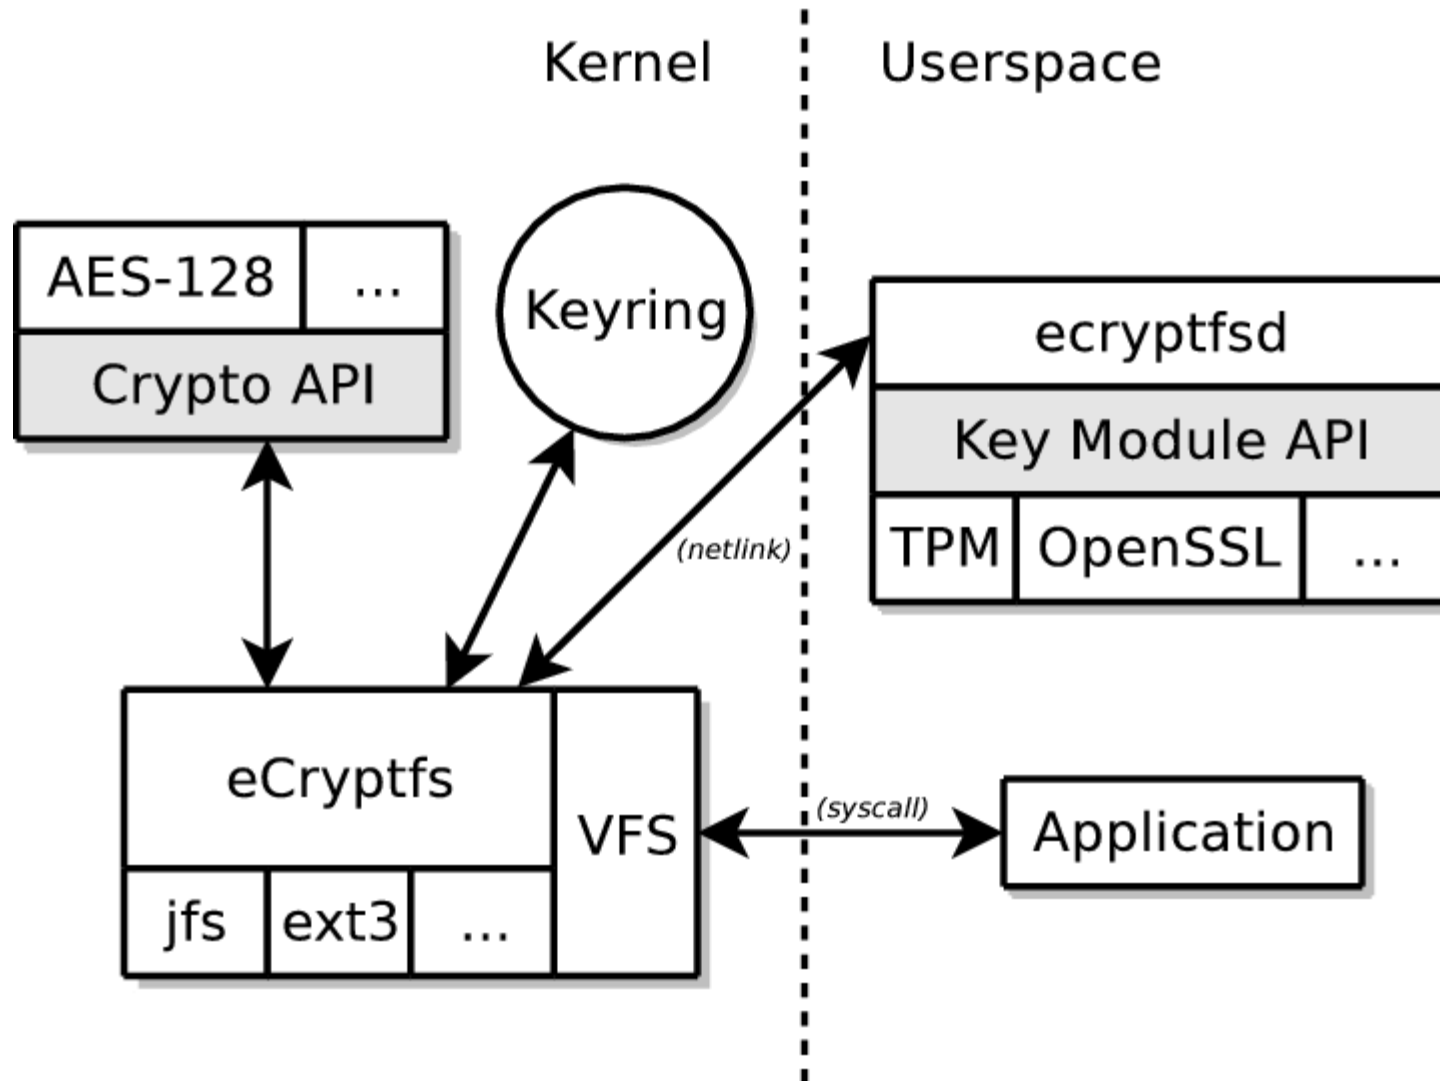 Kernel
Userspace
AES-128
...
Crypto API
Keyring
ecryptfsd
Key Module API
TPM
OpenSSL
...
(netlink)
eCryptfs
VFS
jfs
ext3
...
(syscall)
Application